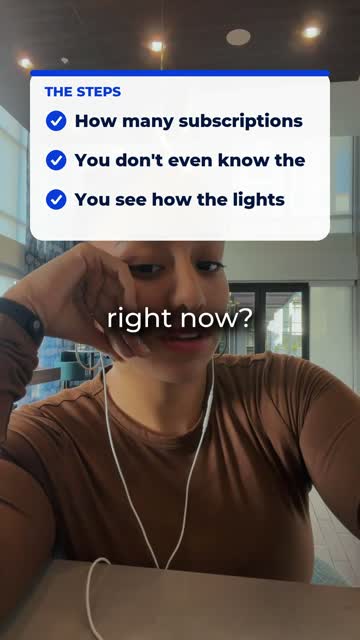 THE STEPS
How many subscriptions
You don't even know the
You see how the lights
right now?